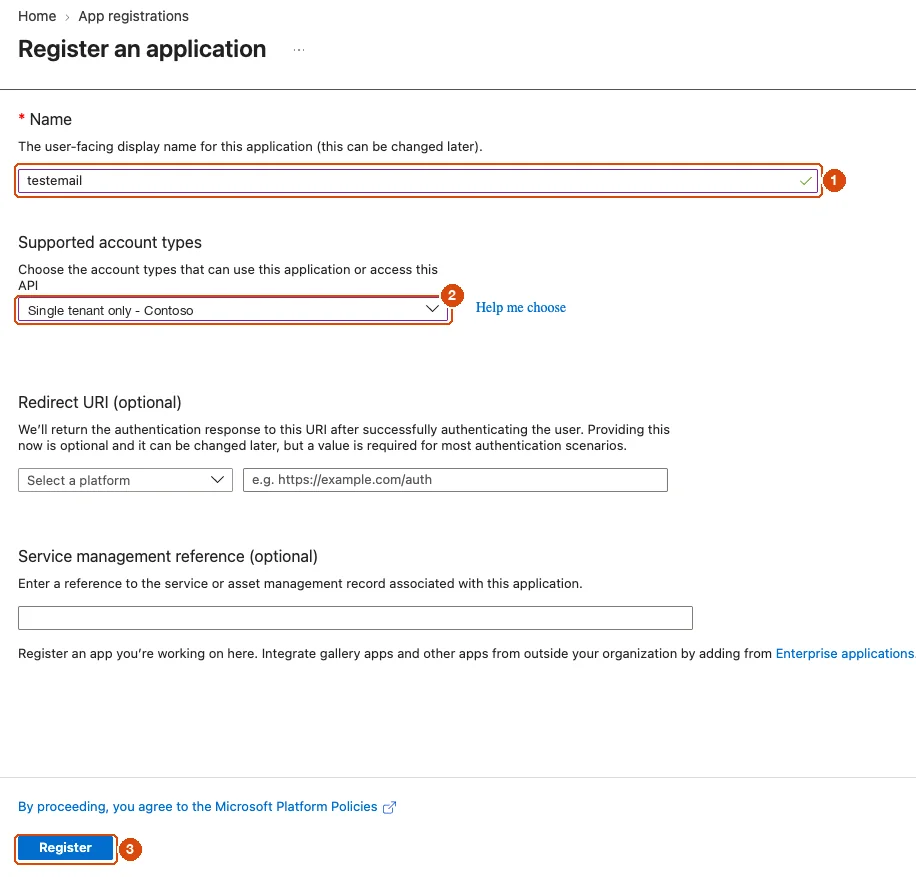 Home › App registrations
Register an application ...
* Name
The user-facing display name for this application (this can be changed later).
testemail
1
Supported account types
Choose the account types that can use this application or access this
API
2
Single tenant only - Contoso
Help me choose
Redirect URI (optional)
We’ll return the authentication response to this URI after successfully authenticating the user. Providing this
now is optional and it can be changed later, but a value is required for most authentication scenarios.
Select a platform
e.g. https://example.com/auth
Service management reference (optional)
Enter a reference to the service or asset management record associated with this application.
Register an app you’re working on here. Integrate gallery apps and other apps from outside your organization by adding from Enterprise applications.
By proceeding, you agree to the Microsoft Platform Policies
Register
3